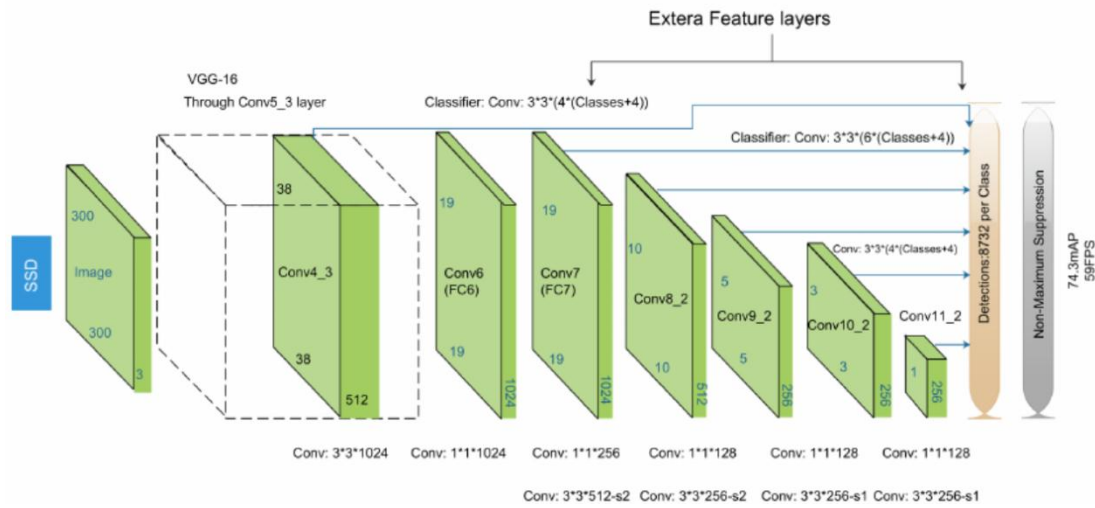 Extera Feature layers
VGG-16
Through Conv5_3 layer
Classifier: Conv: 3*3*(4*(Classes+4))
Classifier: Conv: 3*3*(6*(Classes+4))
SSD
300
Image
300
3
38
Conv4_3
38
512
19
Conv6
(FC6)
19
1024
19
Conv7
(FC7)
19
1024
10
Conv8_2
10
512
5
Conv9_2
5
256
Conv: 3*3*(4*(Classes+4)
3
Conv10_2
3
256
Conv11_2
1
256
Detections:8732 per Class
Non-Maximum Suppression
74.3mAP
59FPS
Conv: 3*3*1024
Conv: 1*1*1024
Conv: 1*1*256
Conv: 1*1*128
Conv: 1*1*128
Conv: 1*1*128
Conv: 3*3*512-s2
Conv: 3*3*256-s2
Conv: 3*3*256-s1
Conv: 3*3*256-s1